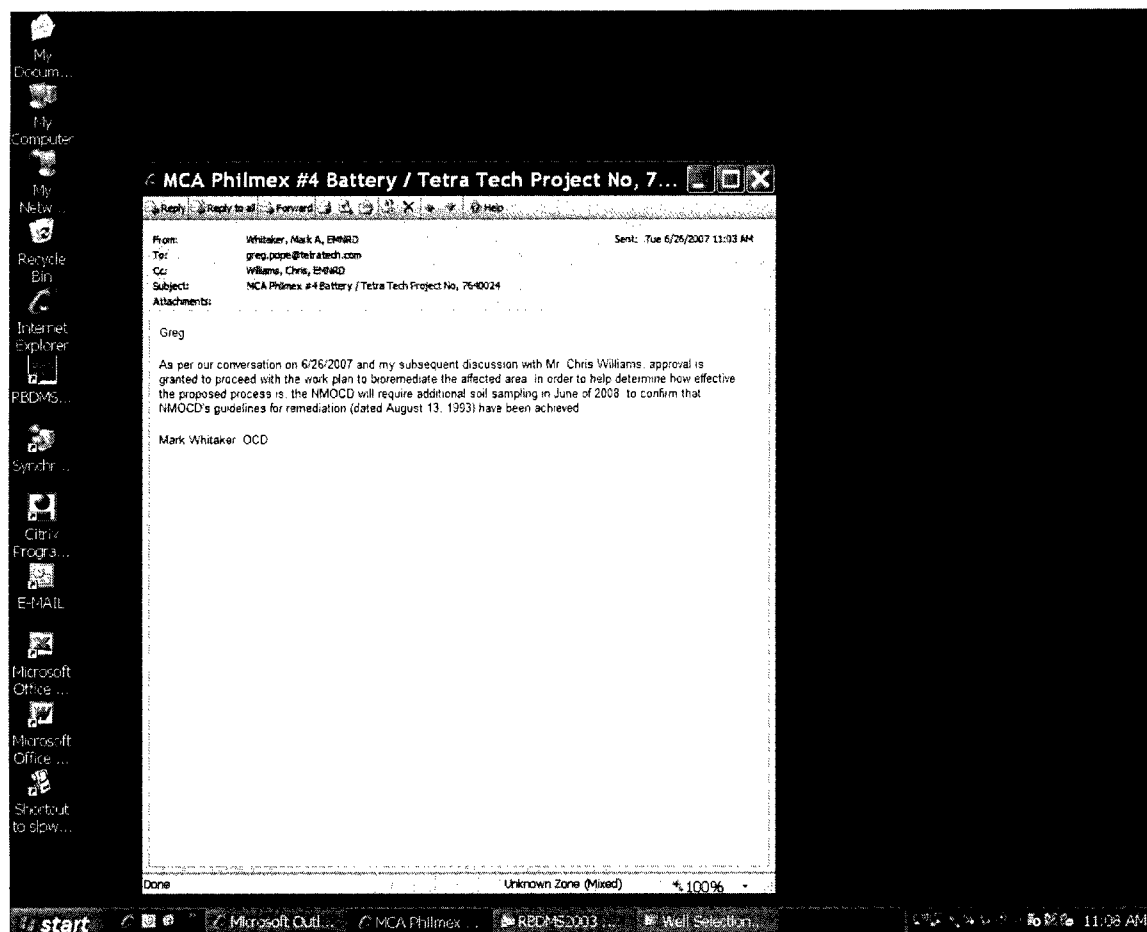 My
Docum...
My
Computer
My
Netw...
Recycle
Bin
Internet
Explorer
RBDMS...
Synchr...
Citrix
Progra...
E-MAIL
Microsoft
Office ...
Microsoft
Office ...
Shortcut
to slpw...
MCA Philmex #4 Battery / Tetra Tech Project No, 7...
Reply Reply to all Forward Help
From: Whitaker, Mark A, EMNRD Sent: Tue 6/26/2007 11:03 AM
To: greg.pope@tetratech.com
Cc: Williams, Chris, EMNRD
Subject: MCA Philmex #4 Battery / Tetra Tech Project No, 7640024
Attachments:
Greg
As per our conversation on 6/26/2007 and my subsequent discussion with Mr. Chris Williams, approval is
granted to proceed with the work plan to bioremediate the affected area. In order to help determine how effective
the proposed process is, the NMOCD will require additional soil sampling in June of 2008 to confirm that
NMOCD's guidelines for remediation (dated August 13, 1993) have been achieved
Mark Whitaker OCD
Done Unknown Zone (Mixed) 100%
start Microsoft Outl... MCA Philmex ... RBDMS2003 ... Well Selection... 11:08 AM